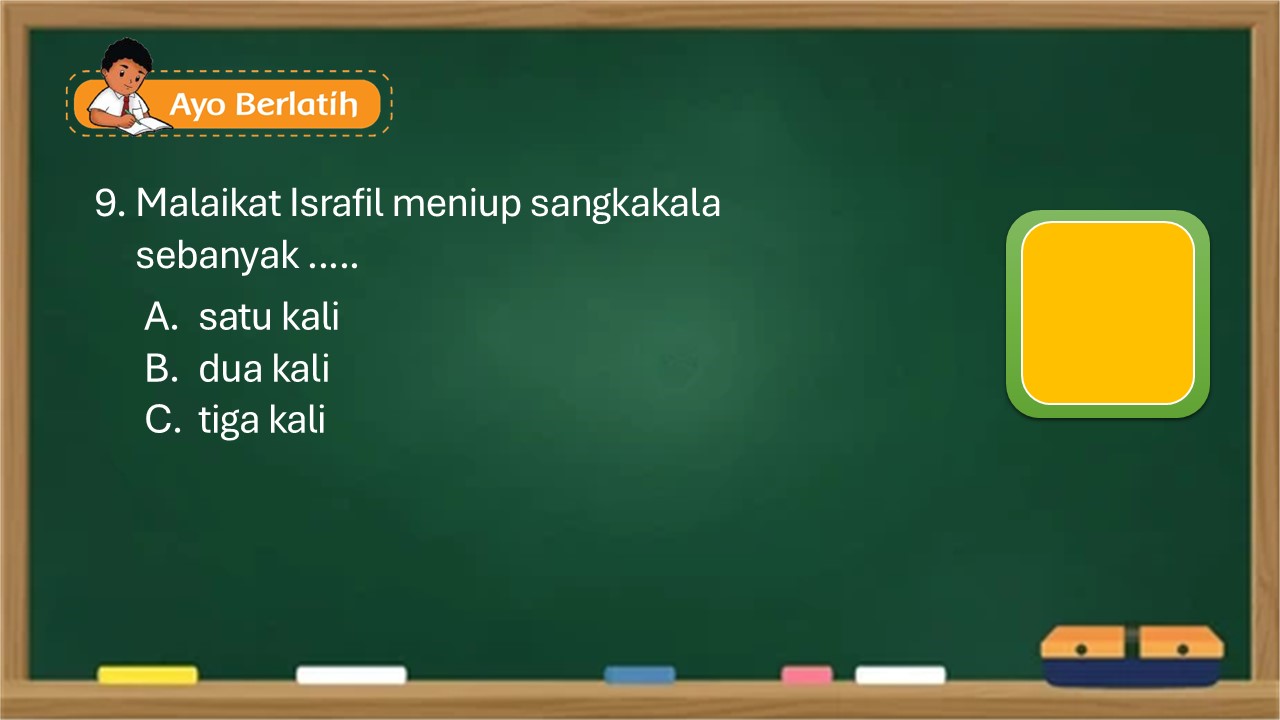 Ayo Berlatih
9. Malaikat Israfil meniup sangkakala
sebanyak .....
A. satu kali
B. dua kali
C. tiga kali